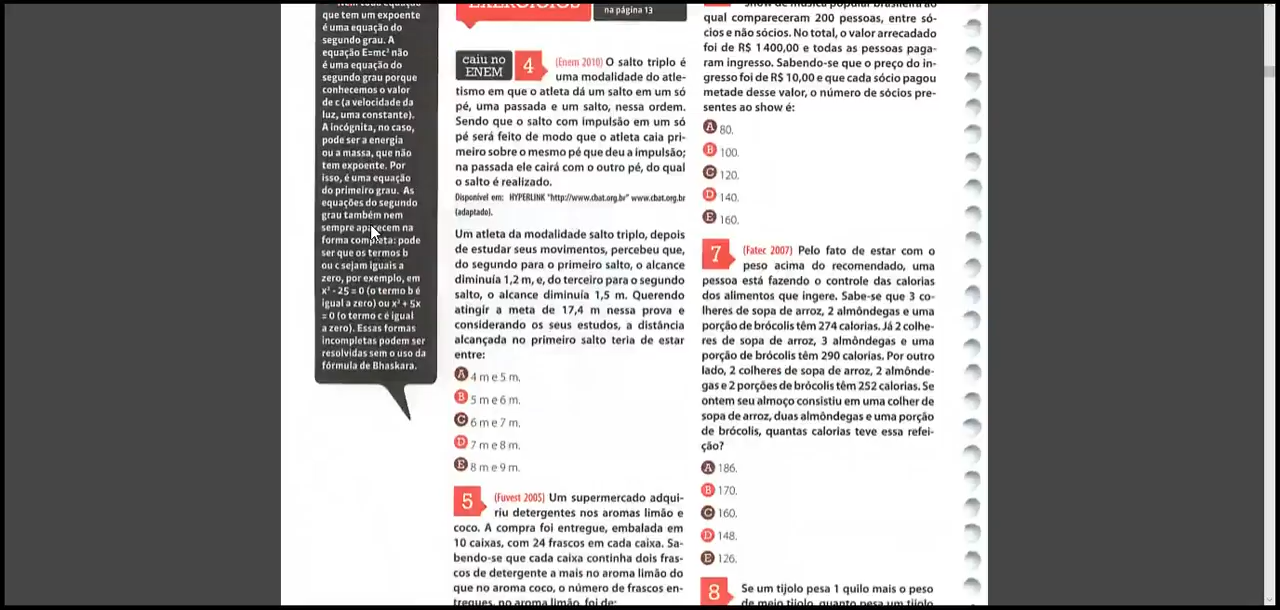 que tem um expoente
é uma equação do
segundo grau. A
equação E=mc² não
é uma equação do
segundo grau porque
conhecemos o valor
de c (a velocidade da
luz, uma constante).
A incógnita, no caso,
pode ser a energia
ou a massa, que não
tem expoente. Por
isso, é uma equação
do primeiro grau. As
equações do segundo
grau também nem
sempre aparecem na
forma completa: pode
ser que os termos b
ou c sejam iguais a
zero, por exemplo, em
x² - 25 = 0 (o termo b é
igual a zero) ou x² + 5x
= 0 (o termo c é igual
a zero). Essas formas
incompletas podem ser
resolvidas sem o uso da
fórmula de Bhaskara.
EXERCÍCIOS
na página 13
caiu no
ENEM
4
(Enem 2010) O salto triplo é
uma modalidade do atle-
tismo em que o atleta dá um salto em um só
pé, uma passada e um salto, nessa ordem.
Sendo que o salto com impulsão em um só
pé será feito de modo que o atleta caia pri-
meiro sobre o mesmo pé que deu a impulsão;
na passada ele cairá com o outro pé, do qual
o salto é realizado.
Disponível em: HYPERLINK "http://www.cbat.org.br" www.cbat.org.br
(adaptado).
Um atleta da modalidade salto triplo, depois
de estudar seus movimentos, percebeu que,
do segundo para o primeiro salto, o alcance
diminuía 1,2 m, e, do terceiro para o segundo
salto, o alcance diminuía 1,5 m. Querendo
atingir a meta de 17,4 m nessa prova e
considerando os seus estudos, a distância
alcançada no primeiro salto teria de estar
entre:
A 4 m e 5 m.
B 5 m e 6 m.
C 6 m e 7 m.
D 7 m e 8 m.
E 8 m e 9 m.
5
(Fuvest 2005) Um supermercado adqui-
riu detergentes nos aromas limão e
coco. A compra foi entregue, embalada em
10 caixas, com 24 frascos em cada caixa. Sa-
bendo-se que cada caixa continha dois fras-
cos de detergente a mais no aroma limão do
que no aroma coco, o número de frascos en-
tregues, no aroma limão, foi de:
show de música popular brasileira ao
qual compareceram 200 pessoas, entre só-
cios e não sócios. No total, o valor arrecadado
foi de R$ 1 400,00 e todas as pessoas paga-
ram ingresso. Sabendo-se que o preço do in-
gresso foi de R$ 10,00 e que cada sócio pagou
metade desse valor, o número de sócios pre-
sentes ao show é:
A 80.
B 100.
C 120.
D 140.
E 160.
7
(Fatec 2007) Pelo fato de estar com o
peso acima do recomendado, uma
pessoa está fazendo o controle das calorias
dos alimentos que ingere. Sabe-se que 3 co-
lheres de sopa de arroz, 2 almôndegas e uma
porção de brócolis têm 274 calorias. Já 2 colhe-
res de sopa de arroz, 3 almôndegas e uma
porção de brócolis têm 290 calorias. Por outro
lado, 2 colheres de sopa de arroz, 2 almônde-
gas e 2 porções de brócolis têm 252 calorias. Se
ontem seu almoço consistiu em uma colher de
sopa de arroz, duas almôndegas e uma porção
de brócolis, quantas calorias teve essa refei-
ção?
A 186.
B 170.
C 160.
D 148.
E 126.
8
Se um tijolo pesa 1 quilo mais o peso
de meio tijolo, quanto pesa um tijolo